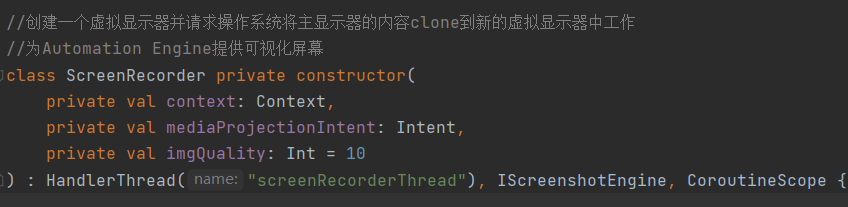 //创建一个虚拟显示器并请求操作系统将主显示器的内容clone到新的虚拟显示器中工作
//为Automation Engine提供可视化屏幕
class ScreenRecorder private constructor(
    private val context: Context,
    private val mediaProjectionIntent: Intent,
    private val imgQuality: Int = 10
) : HandlerThread( name: "screenRecorderThread"), IScreenshotEngine, CoroutineScope {